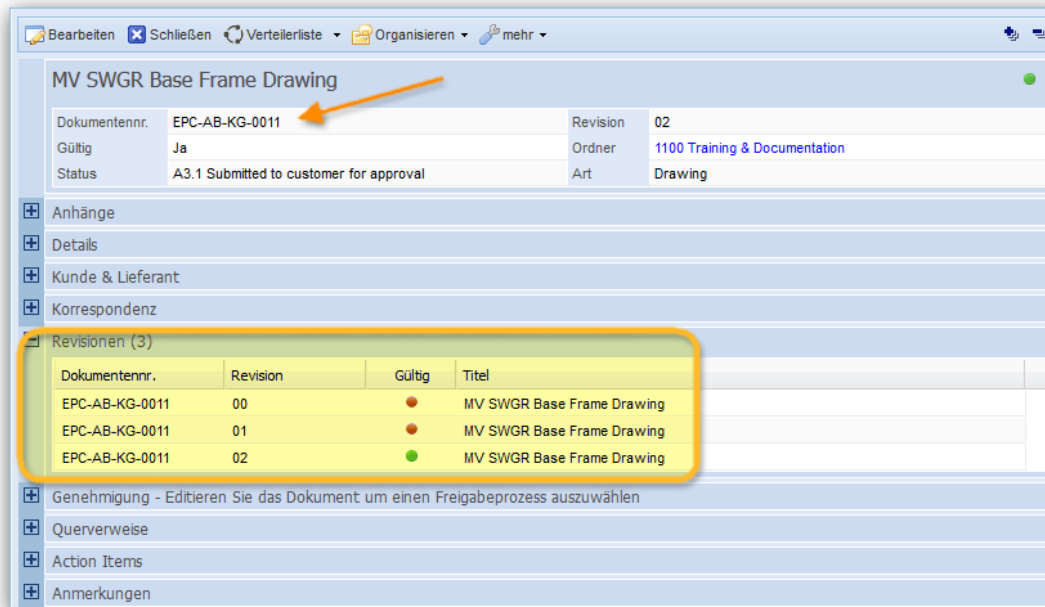 Bearbeiten Schließen Verteilerliste Organisieren mehr
MV SWGR Base Frame Drawing
Dokumentennr. EPC-AB-KG-0011 Revision 02
Gültig Ja Ordner 1100 Training & Documentation
Status A3.1 Submitted to customer for approval Art Drawing
Anhänge
Details
Kunde & Lieferant
Korrespondenz
Revisionen (3)
Dokumentennr. Revision Gültig Titel
EPC-AB-KG-0011 00 MV SWGR Base Frame Drawing
EPC-AB-KG-0011 01 MV SWGR Base Frame Drawing
EPC-AB-KG-0011 02 MV SWGR Base Frame Drawing
Genehmigung - Editieren Sie das Dokument um einen Freigabeprozess auszuwählen
Querverweise
Action Items
Anmerkungen